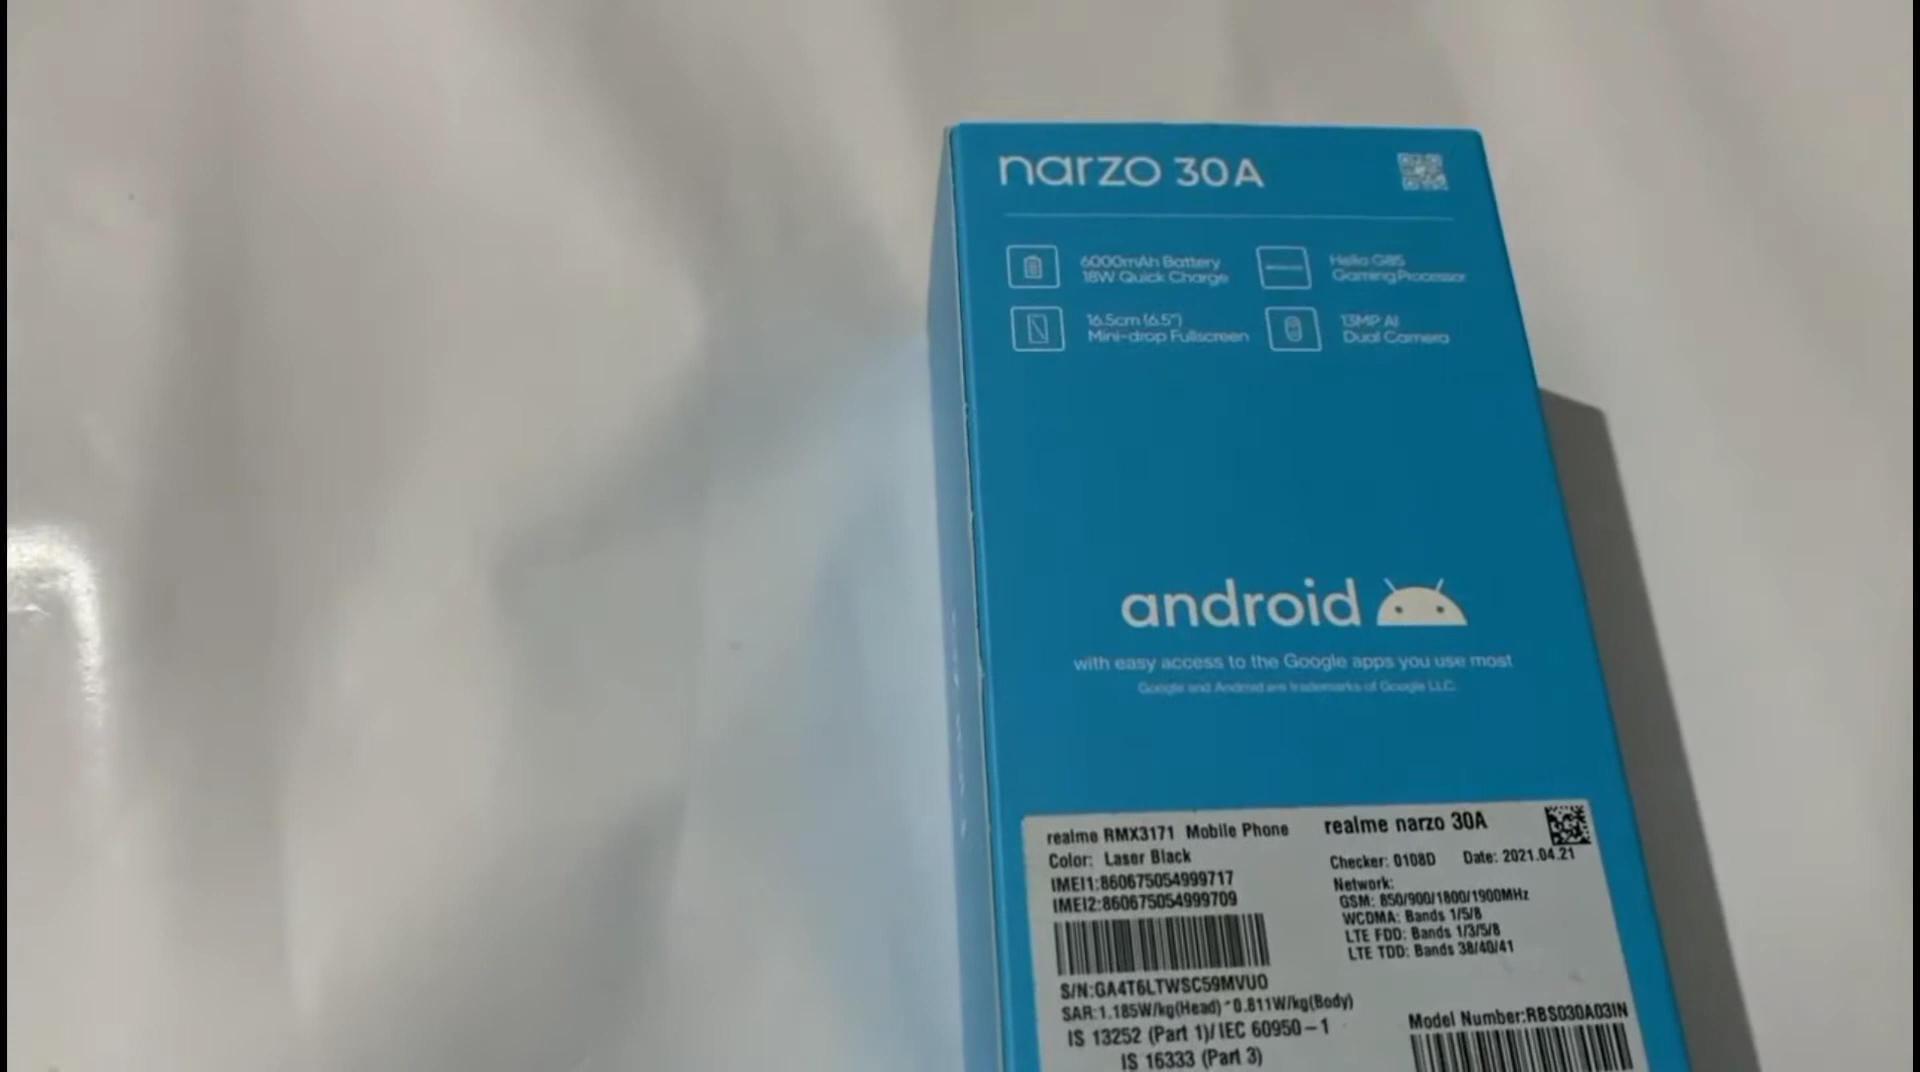 narzo 30A
6000mAh Battery
18W Quick Charge
Helio G85
Gaming Processor
16.5cm (6.5")
Mini-drop Fullscreen
13MP AI
Dual Camera
android
with easy access to the Google apps you use most
Google and Android are trademarks of Google LLC.
realme RMX3171 Mobile Phone
Color: Laser Black
IMEI1:860675054999717
IMEI2:860675054999709
S/N:GA4T6LTWSC59MVUO
SAR:1.185W/kg(Head) 0.811W/kg(Body)
IS 13252 (Part 1)/ IEC 60950-1
IS 16333 (Part 3)
realme narzo 30A
Checker: 0108D Date: 2021.04.21
Network:
GSM: 850/900/1800/1900MHz
WCDMA: Bands 1/5/8
LTE FDD: Bands 1/3/5/8
LTE TDD: Bands 38/40/41
Model Number:RBS030A03IN